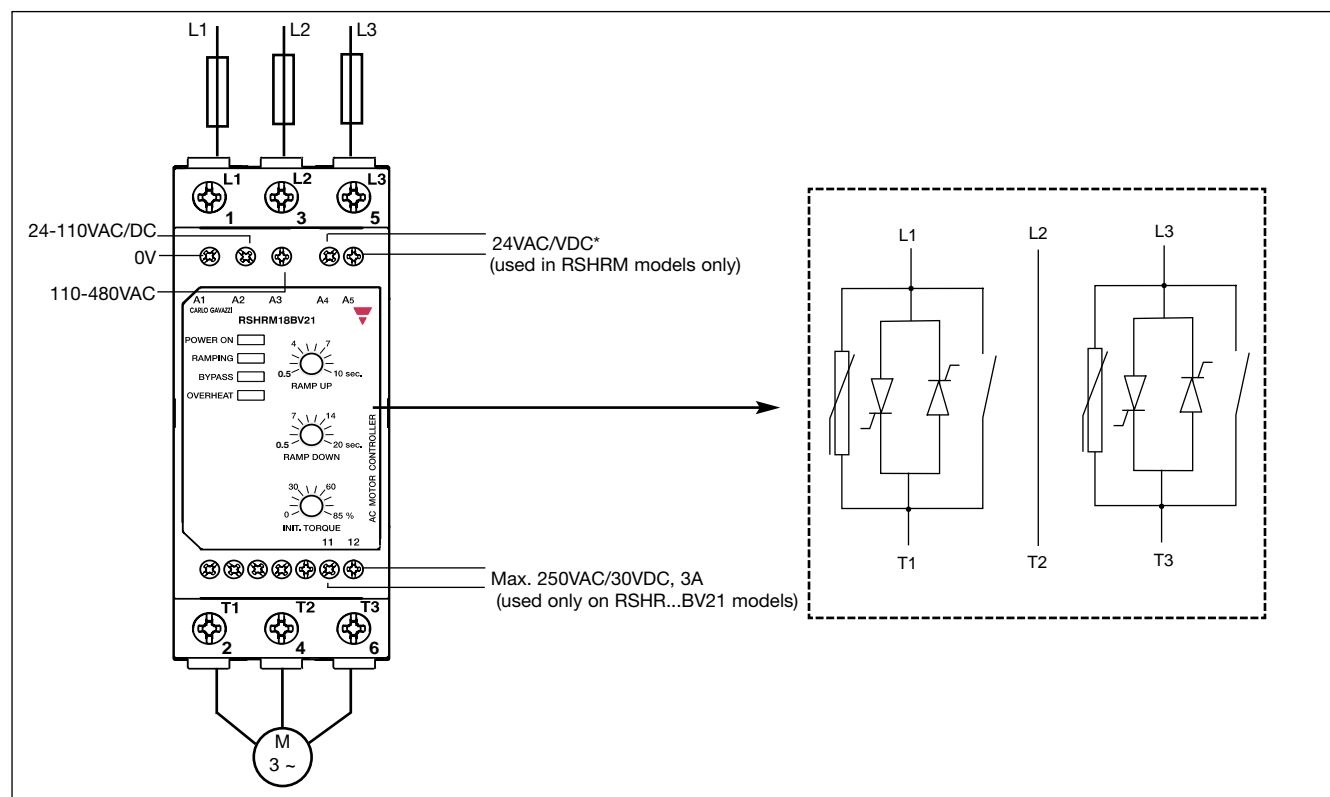 L1 L2 L3
L1 L2 L3
1 3 5
24-110VAC/DC
0V
110-480VAC
24VAC/VDC*
(used in RSHRM models only)
A1 A2 A3 A4 A5
CARLO GAVAZZI
RSHRM18BV21
POWER ON
RAMPING
BYPASS
OVERHEAT
4 7
0.5 10 sec.
RAMP UP
7 14
0.5 20 sec.
RAMP DOWN
30 60
0 85 %
INIT. TORQUE
AC MOTOR CONTROLLER
11 12
Max. 250VAC/30VDC, 3A
(used only on RSHR...BV21 models)
T1 T2 T3
2 4 6
M
3 ~
L1 L2 L3
T1 T2 T3